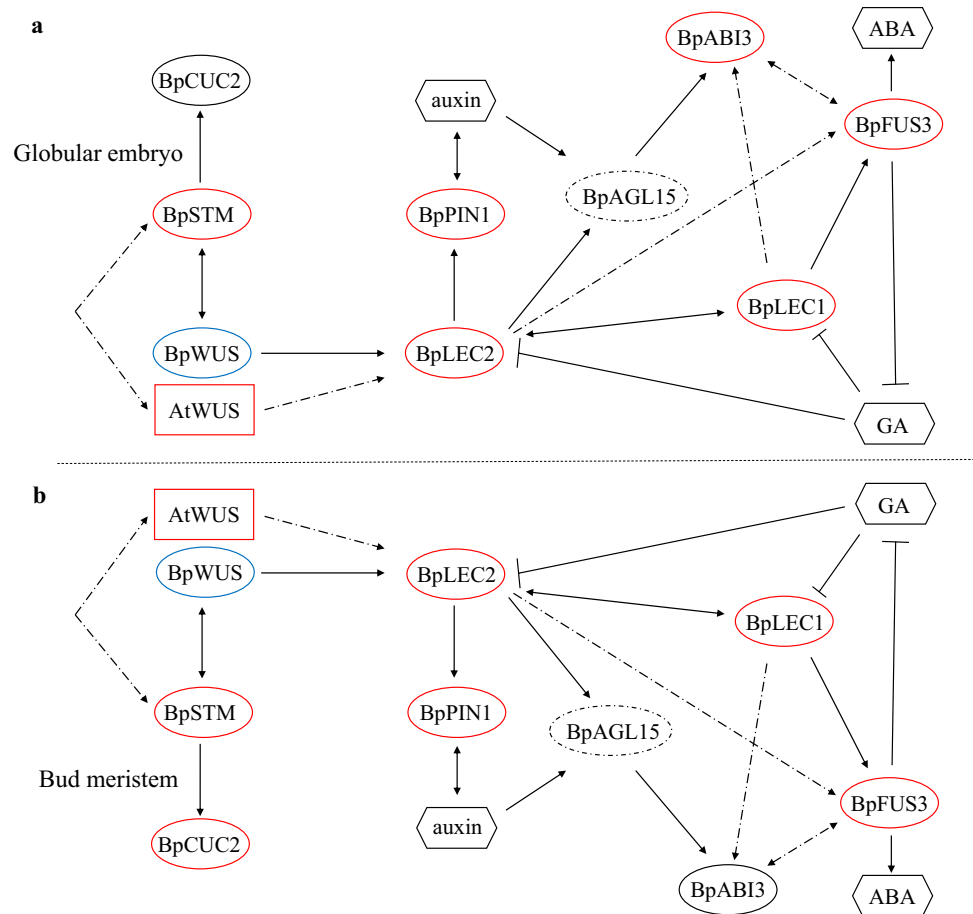 a
BpABI3
ABA
BpCUC2
auxin
BpFUS3
Globular embryo
BpAGL15
BpSTM
BpPIN1
BpLEC1
BpWUS
BpLEC2
AtWUS
GA
b
AtWUS
GA
BpWUS
BpLEC2
BpLEC1
BpSTM
BpPIN1
BpAGL15
Bud meristem
BpFUS3
auxin
BpCUC2
BpABI3
ABA